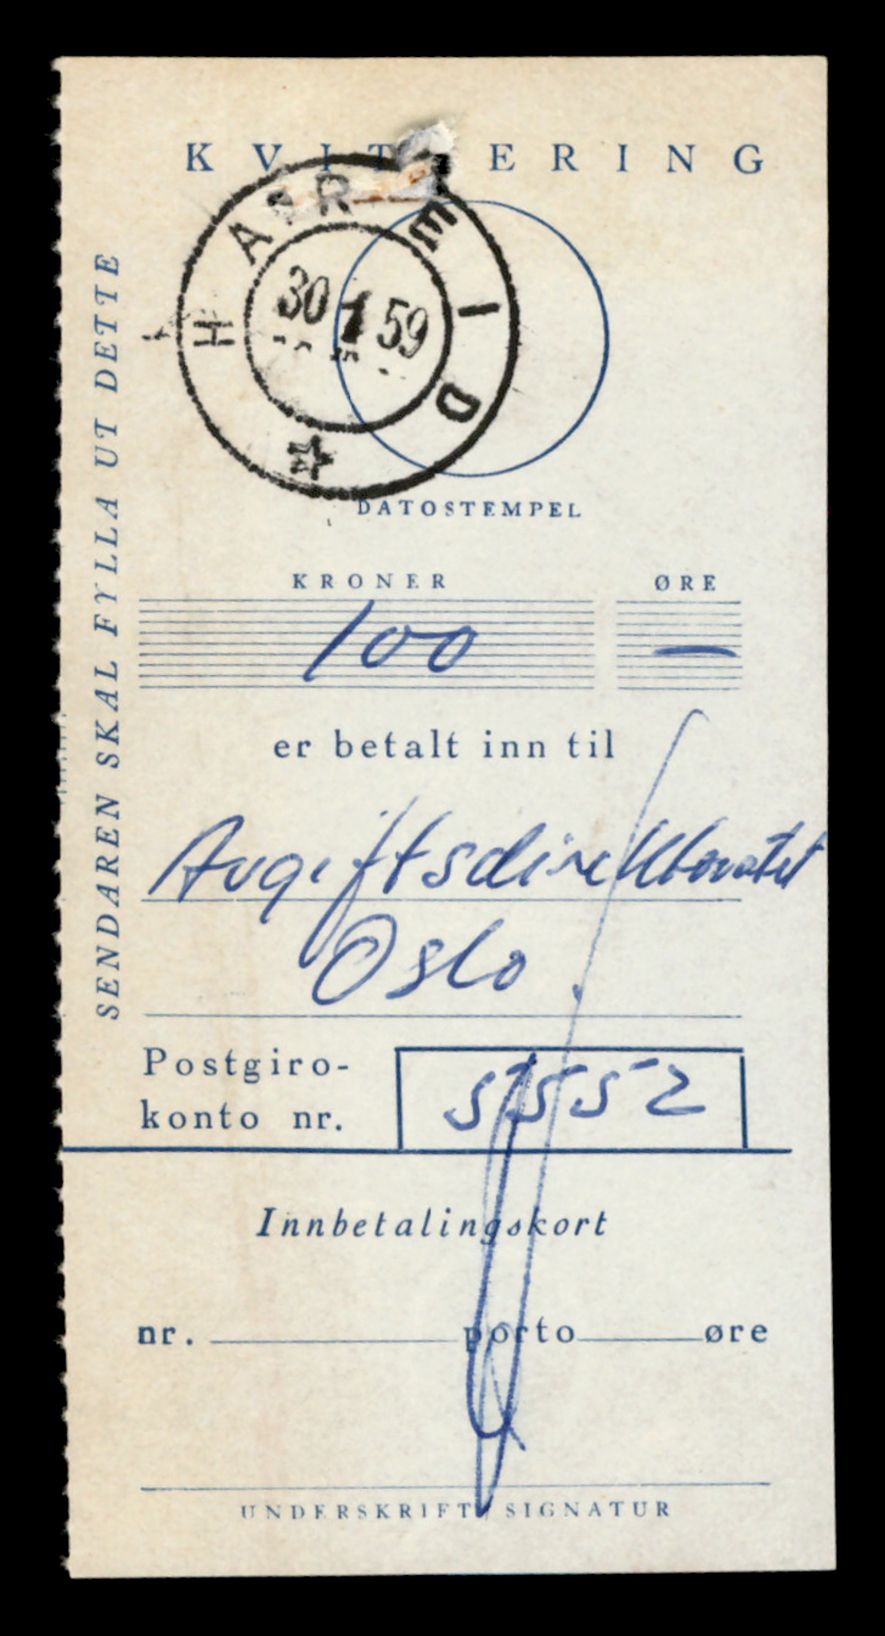 KVITTERING
HAREID
30 1 59
DATOSTEMPEL
KRONER ØRE
100 —
er betalt inn til
Avgiftsdirektoratet
Oslo.
Postgiro-
konto nr. 5552
Innbetalingskort
nr. porto øre
UNDERSKRIFT SIGNATUR
SENDAREN SKAL FYLLA UT DETTE